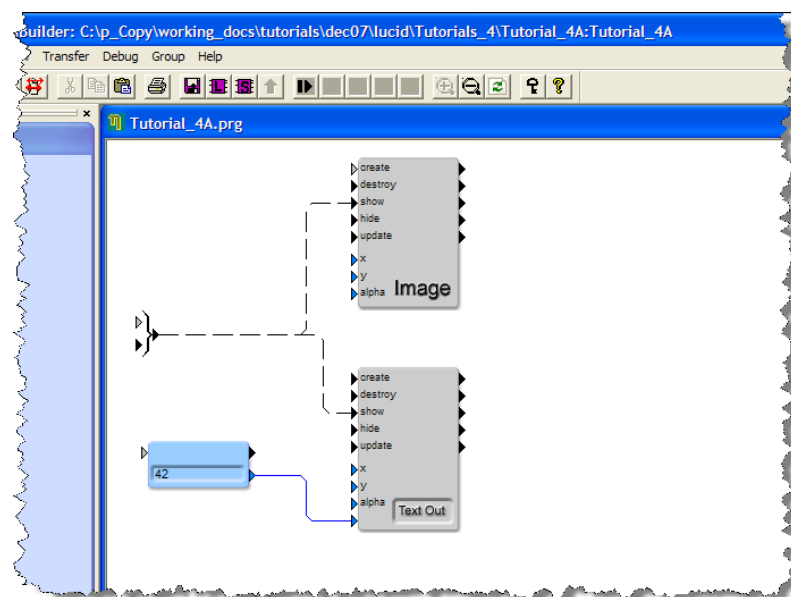 Builder: C:\p_Copy\working_docs\tutorials\dec07\lucid\Tutorials_4\Tutorial_4A:Tutorial_4A
Transfer Debug Group Help
Tutorial_4A.prg
create
destroy
show
hide
update
x
y
alpha
Image
create
destroy
show
hide
update
x
y
alpha
Text Out
42